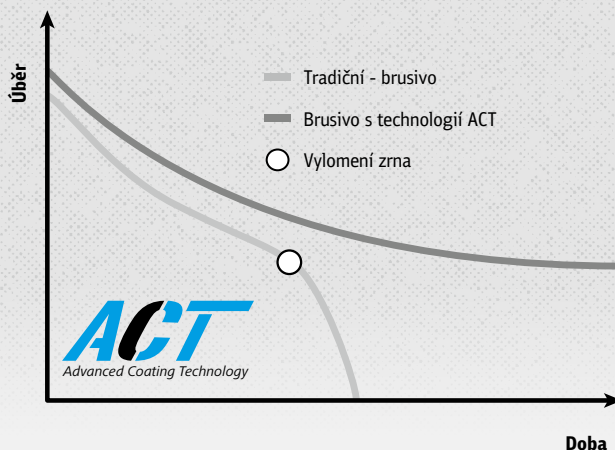 Úběr
Tradiční - brusivo
Brusivo s technologií ACT
Vylomení zrna
ACT
Advanced Coating Technology
Doba